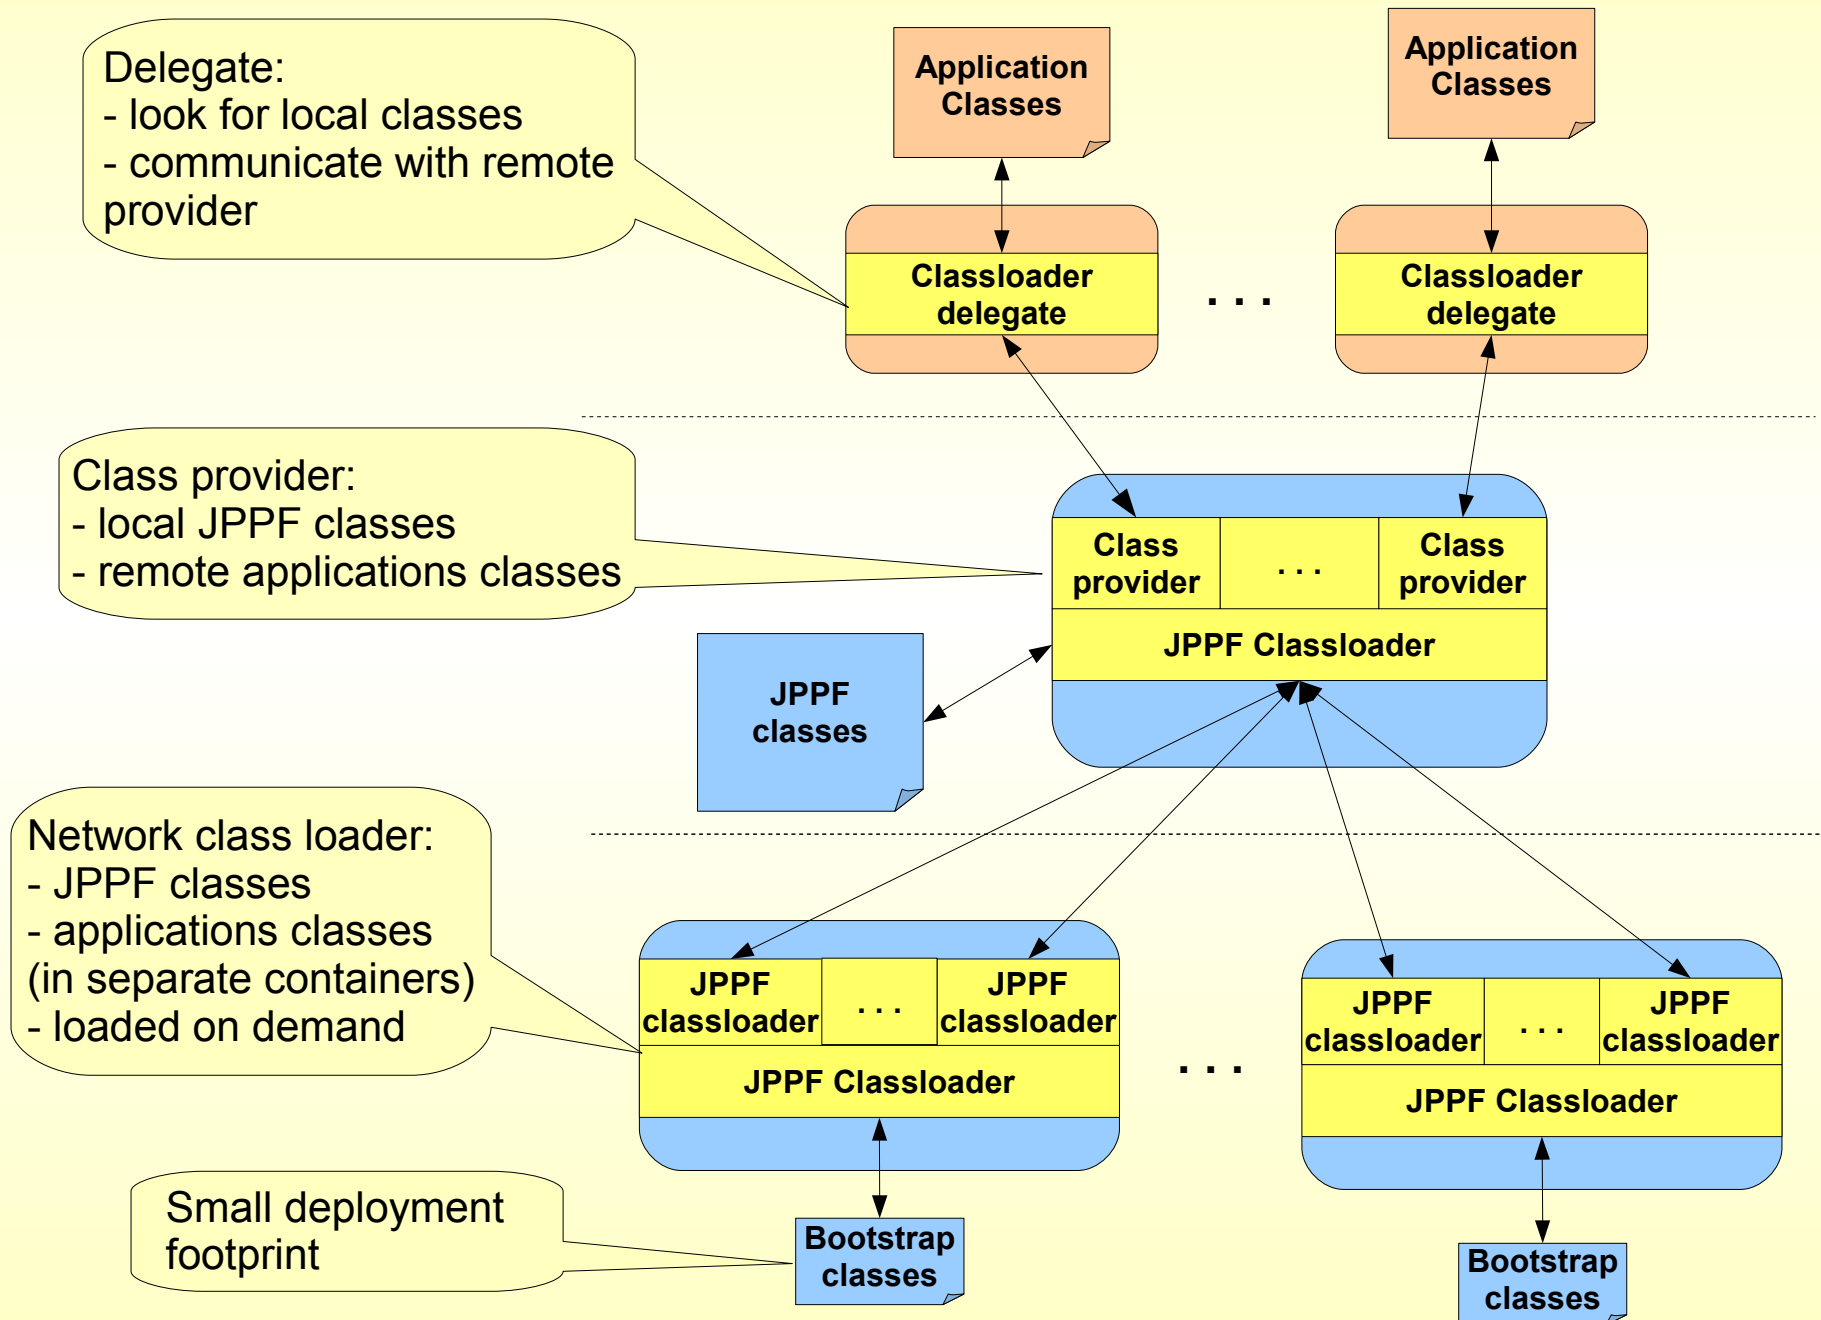 Delegate:
- look for local classes
- communicate with remote
provider
Application
Classes
Application
Classes
Classloader
delegate
. . .
Classloader
delegate
Class provider:
- local JPPF classes
- remote applications classes
Class
provider
. . .
Class
provider
JPPF Classloader
JPPF
classes
Network class loader:
- JPPF classes
- applications classes
(in separate containers)
- loaded on demand
JPPF
classloader
. . .
JPPF
classloader
JPPF Classloader
. . .
JPPF
classloader
. . .
JPPF
classloader
JPPF Classloader
Small deployment
footprint
Bootstrap
classes
Bootstrap
classes